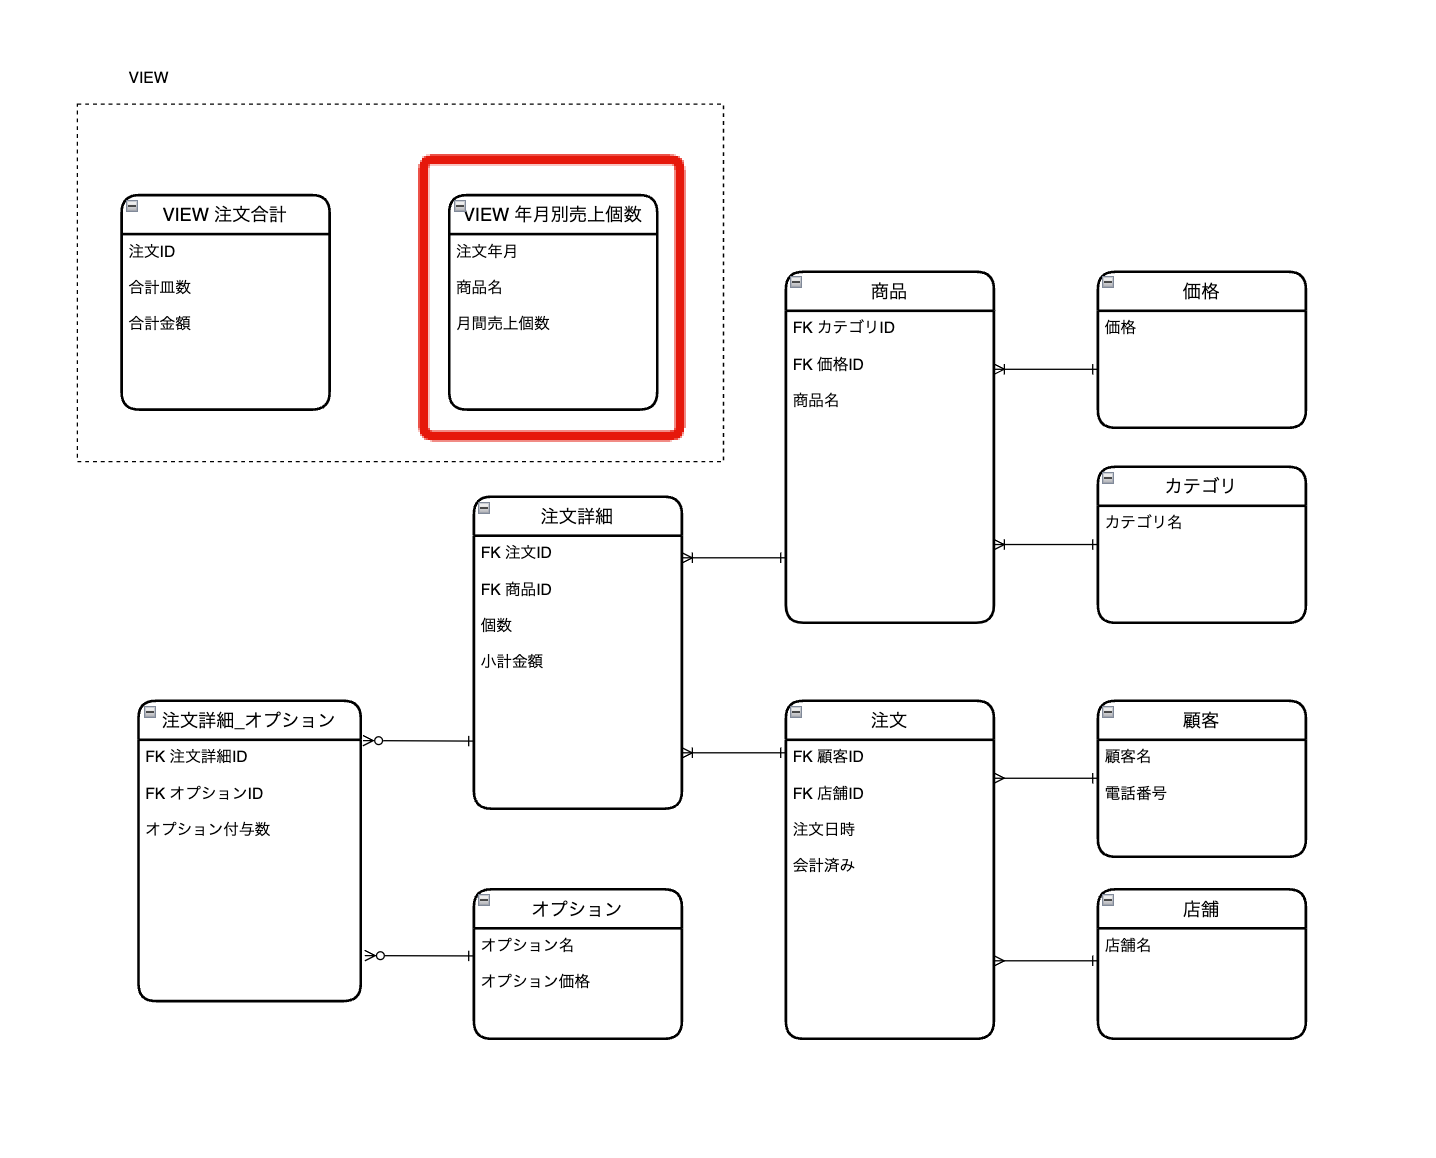 VIEW
VIEW 注文合計
注文ID
合計皿数
合計金額
VIEW 年月別売上個数
注文年月
商品名
月間売上個数
商品
FK カテゴリID
FK 価格ID
商品名
価格
価格
カテゴリ
カテゴリ名
注文詳細
FK 注文ID
FK 商品ID
個数
小計金額
注文詳細_オプション
FK 注文詳細ID
FK オプションID
オプション付与数
オプション
オプション名
オプション価格
注文
FK 顧客ID
FK 店舗ID
注文日時
会計済み
顧客
顧客名
電話番号
店舗
店舗名